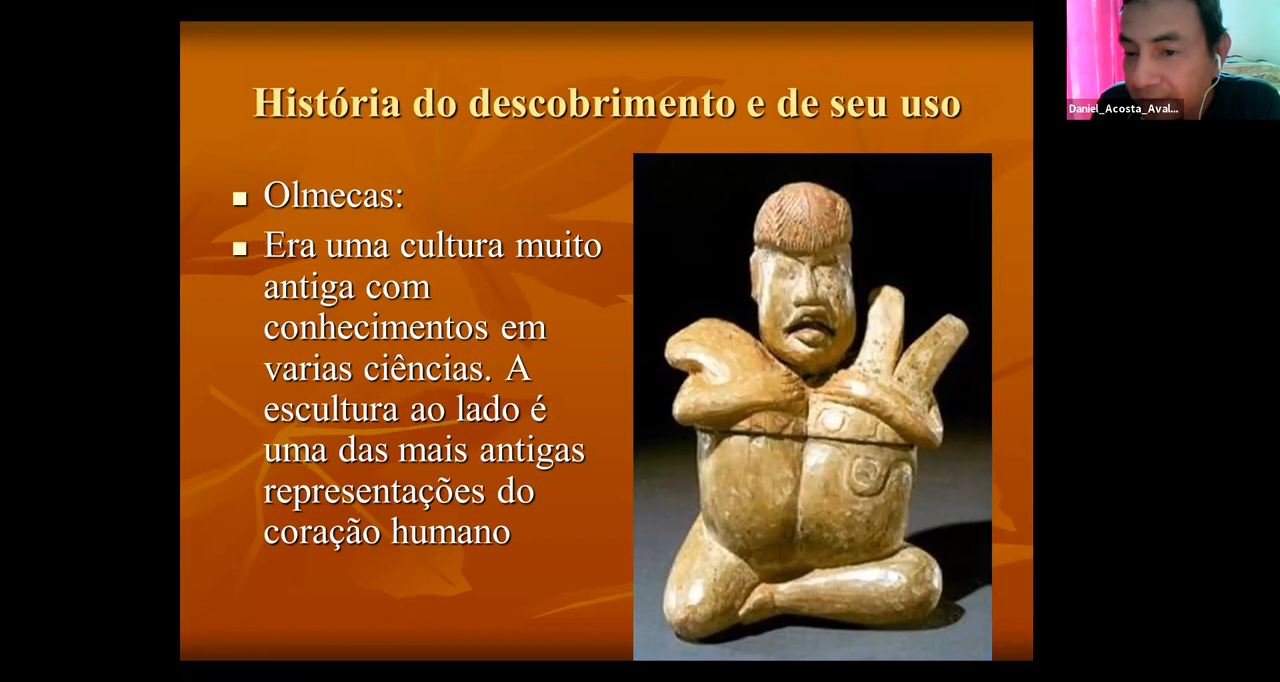 História do descobrimento e de seu uso
Olmecas:
Era uma cultura muito
antiga com
conhecimentos em
varias ciências. A
escultura ao lado é
uma das mais antigas
representações do
coração humano
Daniel_Acosta_Aval...